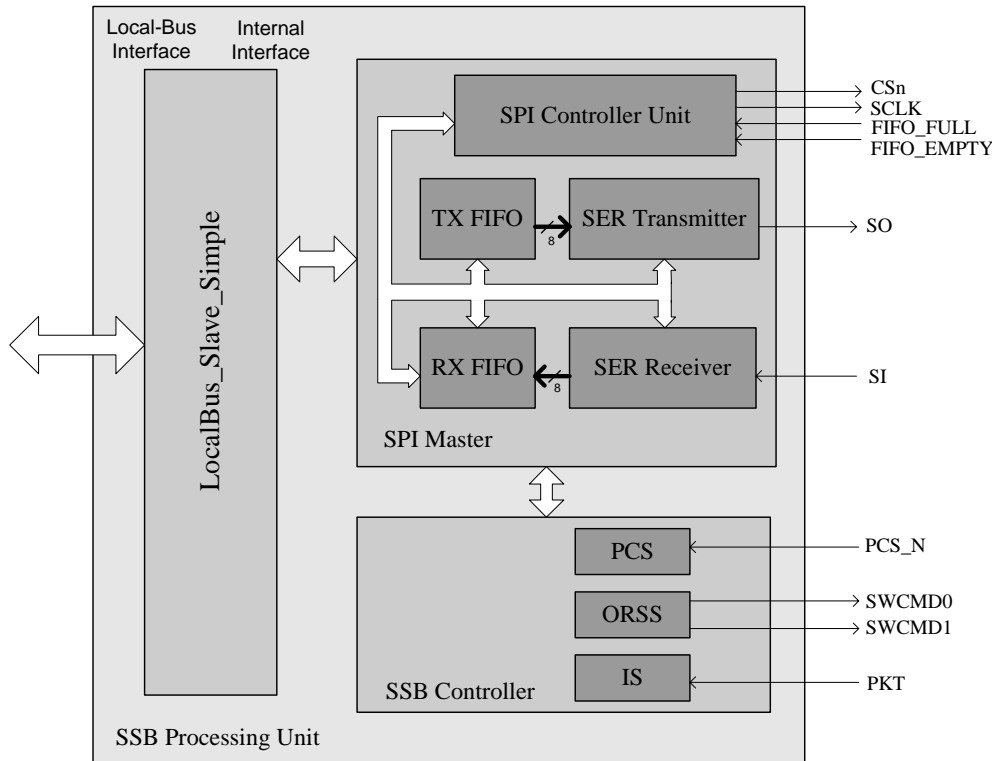 Local-Bus Interface
Internal Interface
SPI Controller Unit
CSn
SCLK
FIFO_FULL
FIFO_EMPTY
TX FIFO
8
SER Transmitter
SO
LocalBus_Slave_Simple
RX FIFO
8
SER Receiver
SI
SPI Master
PCS
PCS_N
ORSS
SWCMD0
SWCMD1
IS
PKT
SSB Controller
SSB Processing Unit